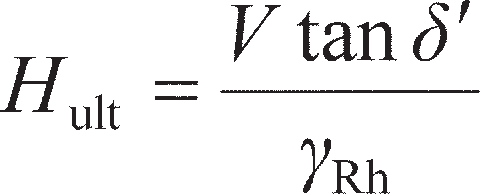 H_ult = V tan δ′ / γ_Rh